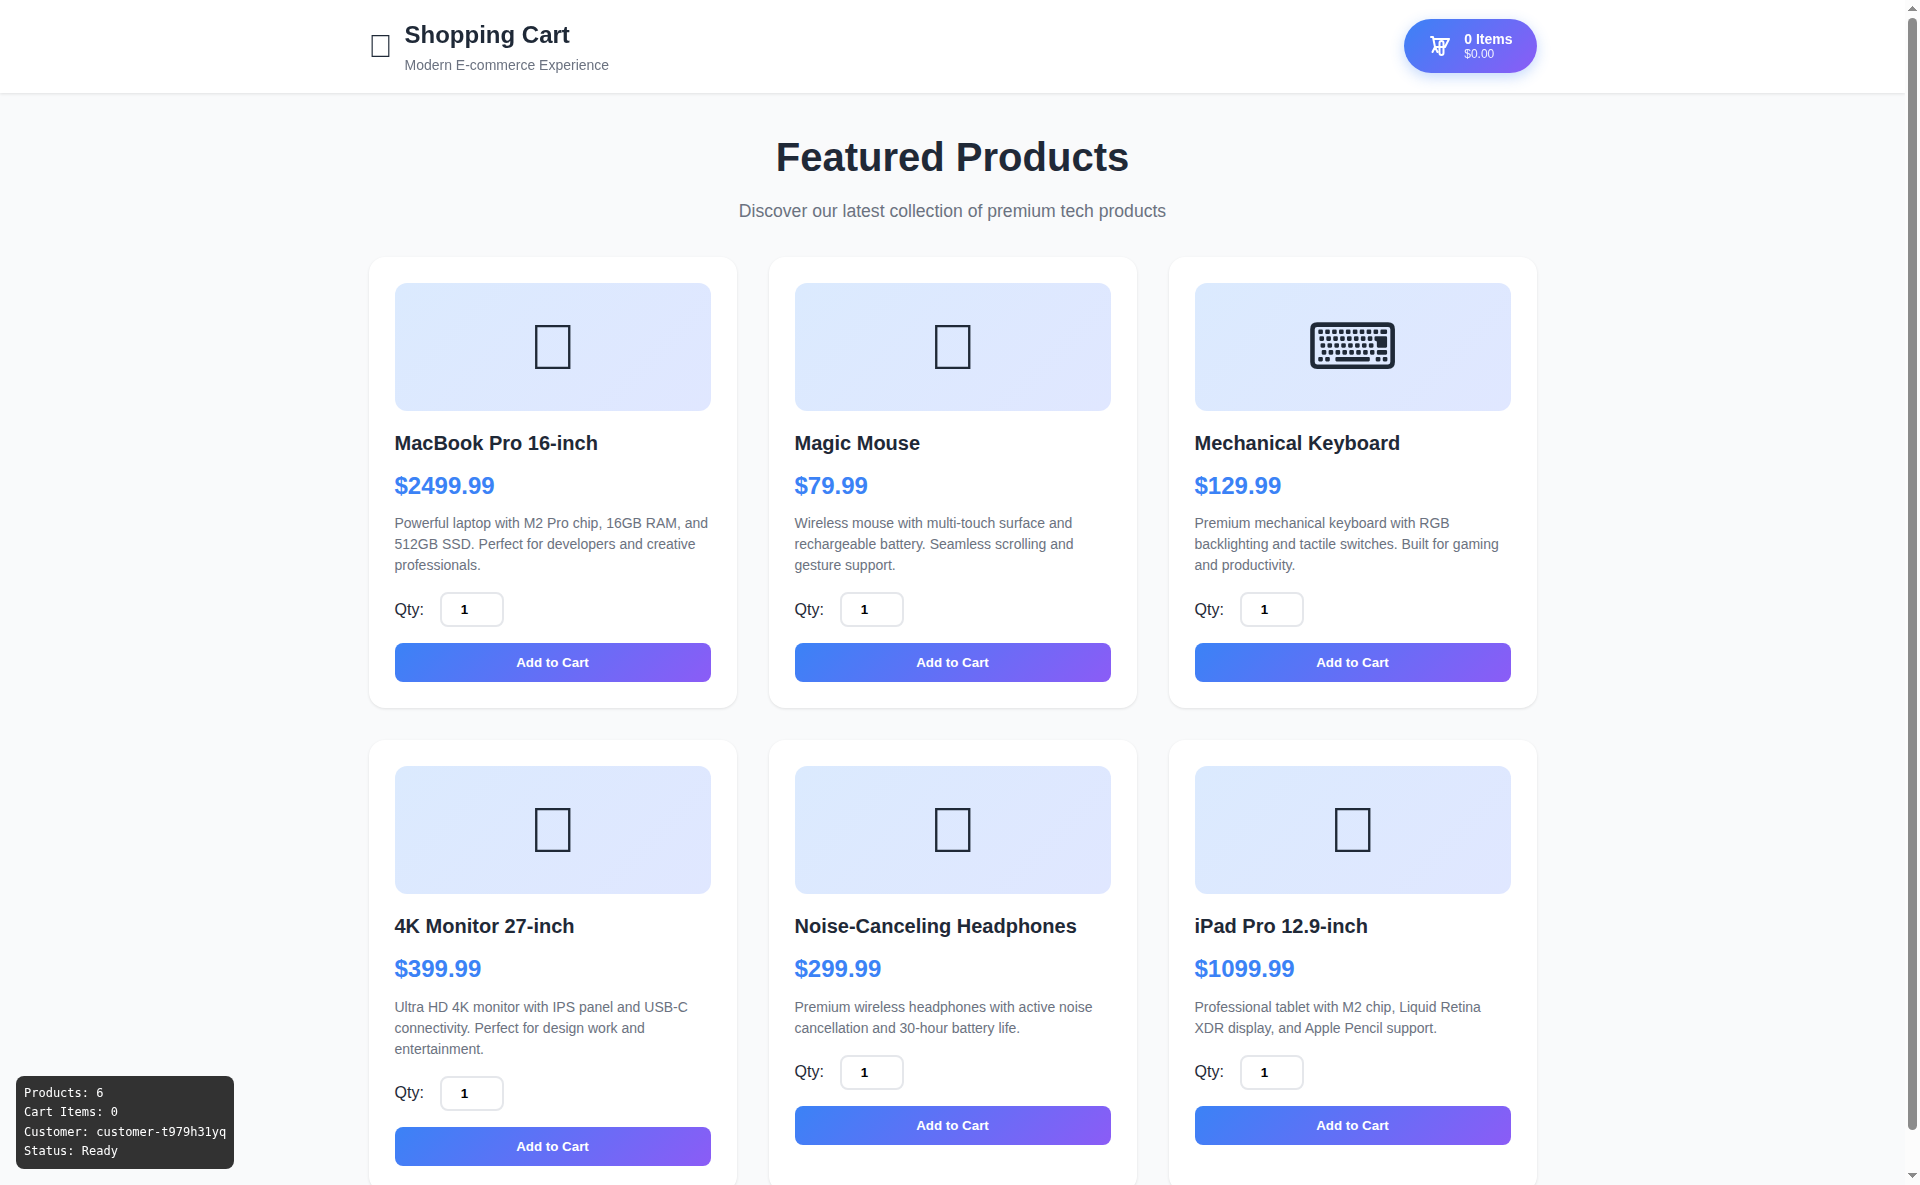 Shopping Cart
Modern E-commerce Experience
0 Items
$0.00
Featured Products
Discover our latest collection of premium tech products
MacBook Pro 16-inch
$2499.99
Powerful laptop with M2 Pro chip, 16GB RAM, and
512GB SSD. Perfect for developers and creative
professionals.
Qty: 1
Add to Cart
Magic Mouse
$79.99
Wireless mouse with multi-touch surface and
rechargeable battery. Seamless scrolling and
gesture support.
Qty: 1
Add to Cart
Mechanical Keyboard
$129.99
Premium mechanical keyboard with RGB
backlighting and tactile switches. Built for gaming
and productivity.
Qty: 1
Add to Cart
4K Monitor 27-inch
$399.99
Ultra HD 4K monitor with IPS panel and USB-C
connectivity. Perfect for design work and
entertainment.
Qty: 1
Add to Cart
Noise-Canceling Headphones
$299.99
Premium wireless headphones with active noise
cancellation and 30-hour battery life.
Qty: 1
Add to Cart
iPad Pro 12.9-inch
$1099.99
Professional tablet with M2 chip, Liquid Retina
XDR display, and Apple Pencil support.
Qty: 1
Add to Cart
Products: 6
Cart Items: 0
Customer: customer-t979h31yq
Status: Ready